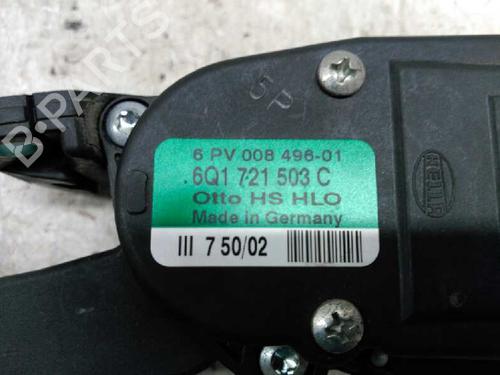 5P
6 PV 008 496-01
.6Q1 721 503 C
Otto HS HLO
Made in Germany
III 7 50/02
HELLA
B-PARTS